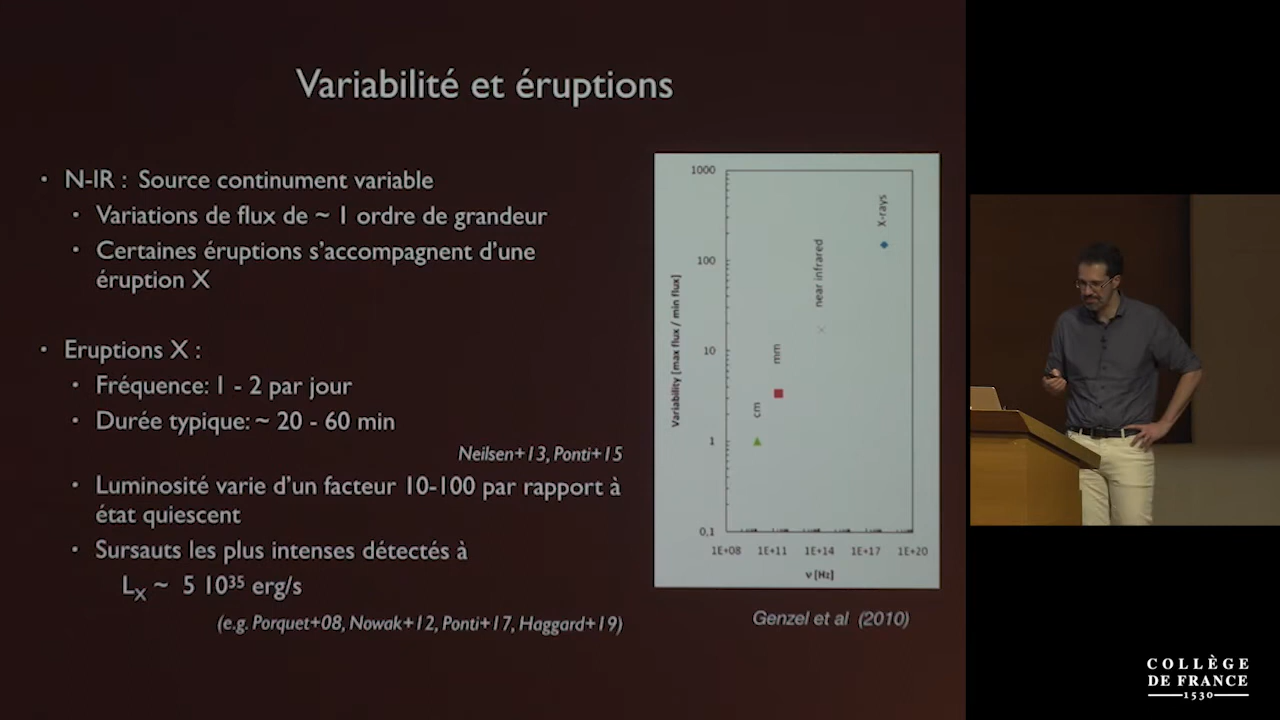 Variabilité et éruptions
• N-IR : Source continument variable
• Variations de flux de ~ 1 ordre de grandeur
• Certaines éruptions s'accompagnent d'une
éruption X
• Eruptions X :
• Fréquence: 1 - 2 par jour
• Durée typique: ~ 20 - 60 min
Neilsen+13, Ponti+15
• Luminosité varie d'un facteur 10-100 par rapport à
état quiescent
• Sursauts les plus intenses détectés à
Lₓ ~ 5 10³⁵ erg/s
(e.g. Porquet+08, Nowak+12, Ponti+17, Haggard+19)
Variability [max flux / min flux]
1000
100
10
1
0,1
X-rays
near infrared
mm
cm
1E+08 1E+11 1E+14 1E+17 1E+20
ν [Hz]
Genzel et al (2010)
COLLÈGE
DE FRANCE
1530